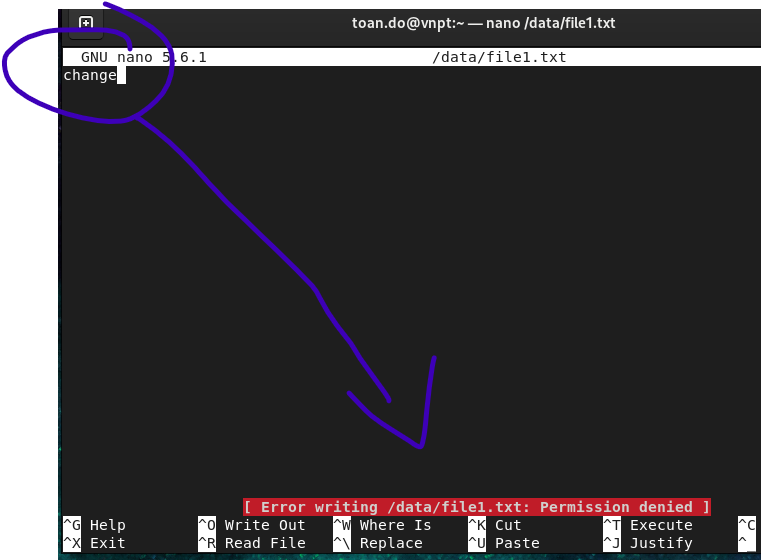 toan.do@vnpt:~ — nano /data/file1.txt
GNU nano 5.6.1 /data/file1.txt
change
[ Error writing /data/file1.txt: Permission denied ]
^G Help ^O Write Out ^W Where Is ^K Cut ^T Execute ^C
^X Exit ^R Read File ^\ Replace ^U Paste ^J Justify ^_